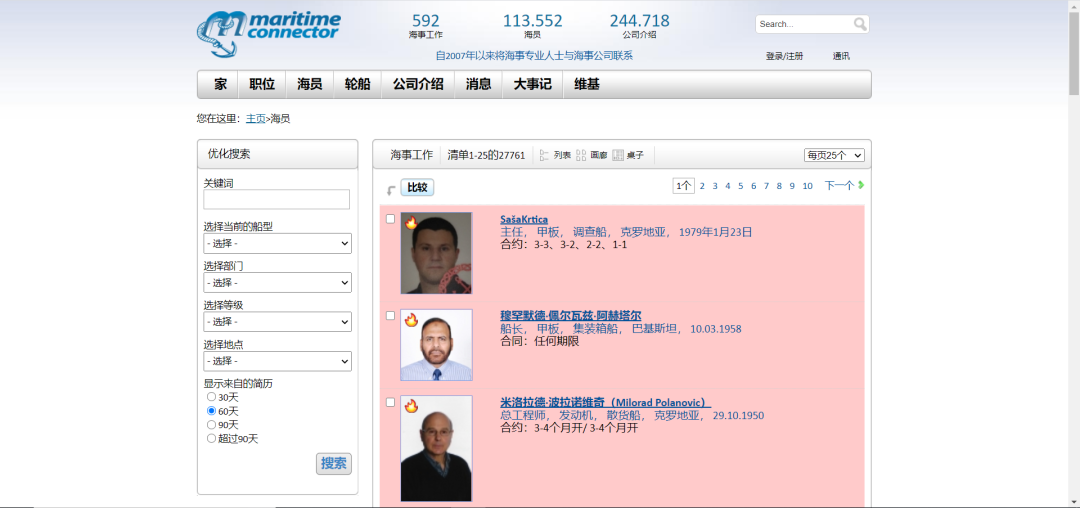 maritime
connector
592
海事工作
113.552
海员
244.718
公司介绍
自2007年以来将海事专业人士与海事公司联系
Search...
登录/注册
通讯
家 职位 海员 轮船 公司介绍 消息 大事记 维基
您在这里：主页>海员
优化搜索
关键词
选择当前的船型
- 选择 -
选择部门
- 选择 -
选择等级
- 选择 -
选择地点
- 选择 -
显示来自的简历
30天
60天
90天
超过90天
搜索
海事工作 清单1-25的27761 列表 画廊 桌子 每页25个
比较 1个 2 3 4 5 6 7 8 9 10 下一个
SašaKrtica
主任， 甲板， 调查船， 克罗地亚， 1979年1月23日
合约：3-3、3-2、2-2、1-1
穆罕默德·佩尔瓦兹·阿赫塔尔
船长， 甲板， 集装箱船， 巴基斯坦， 10.03.1958
合同：任何期限
米洛拉德·波拉诺维奇（Milorad Polanovic）
总工程师， 发动机， 散货船， 克罗地亚， 29.10.1950
合约：3-4个月开/ 3-4个月开